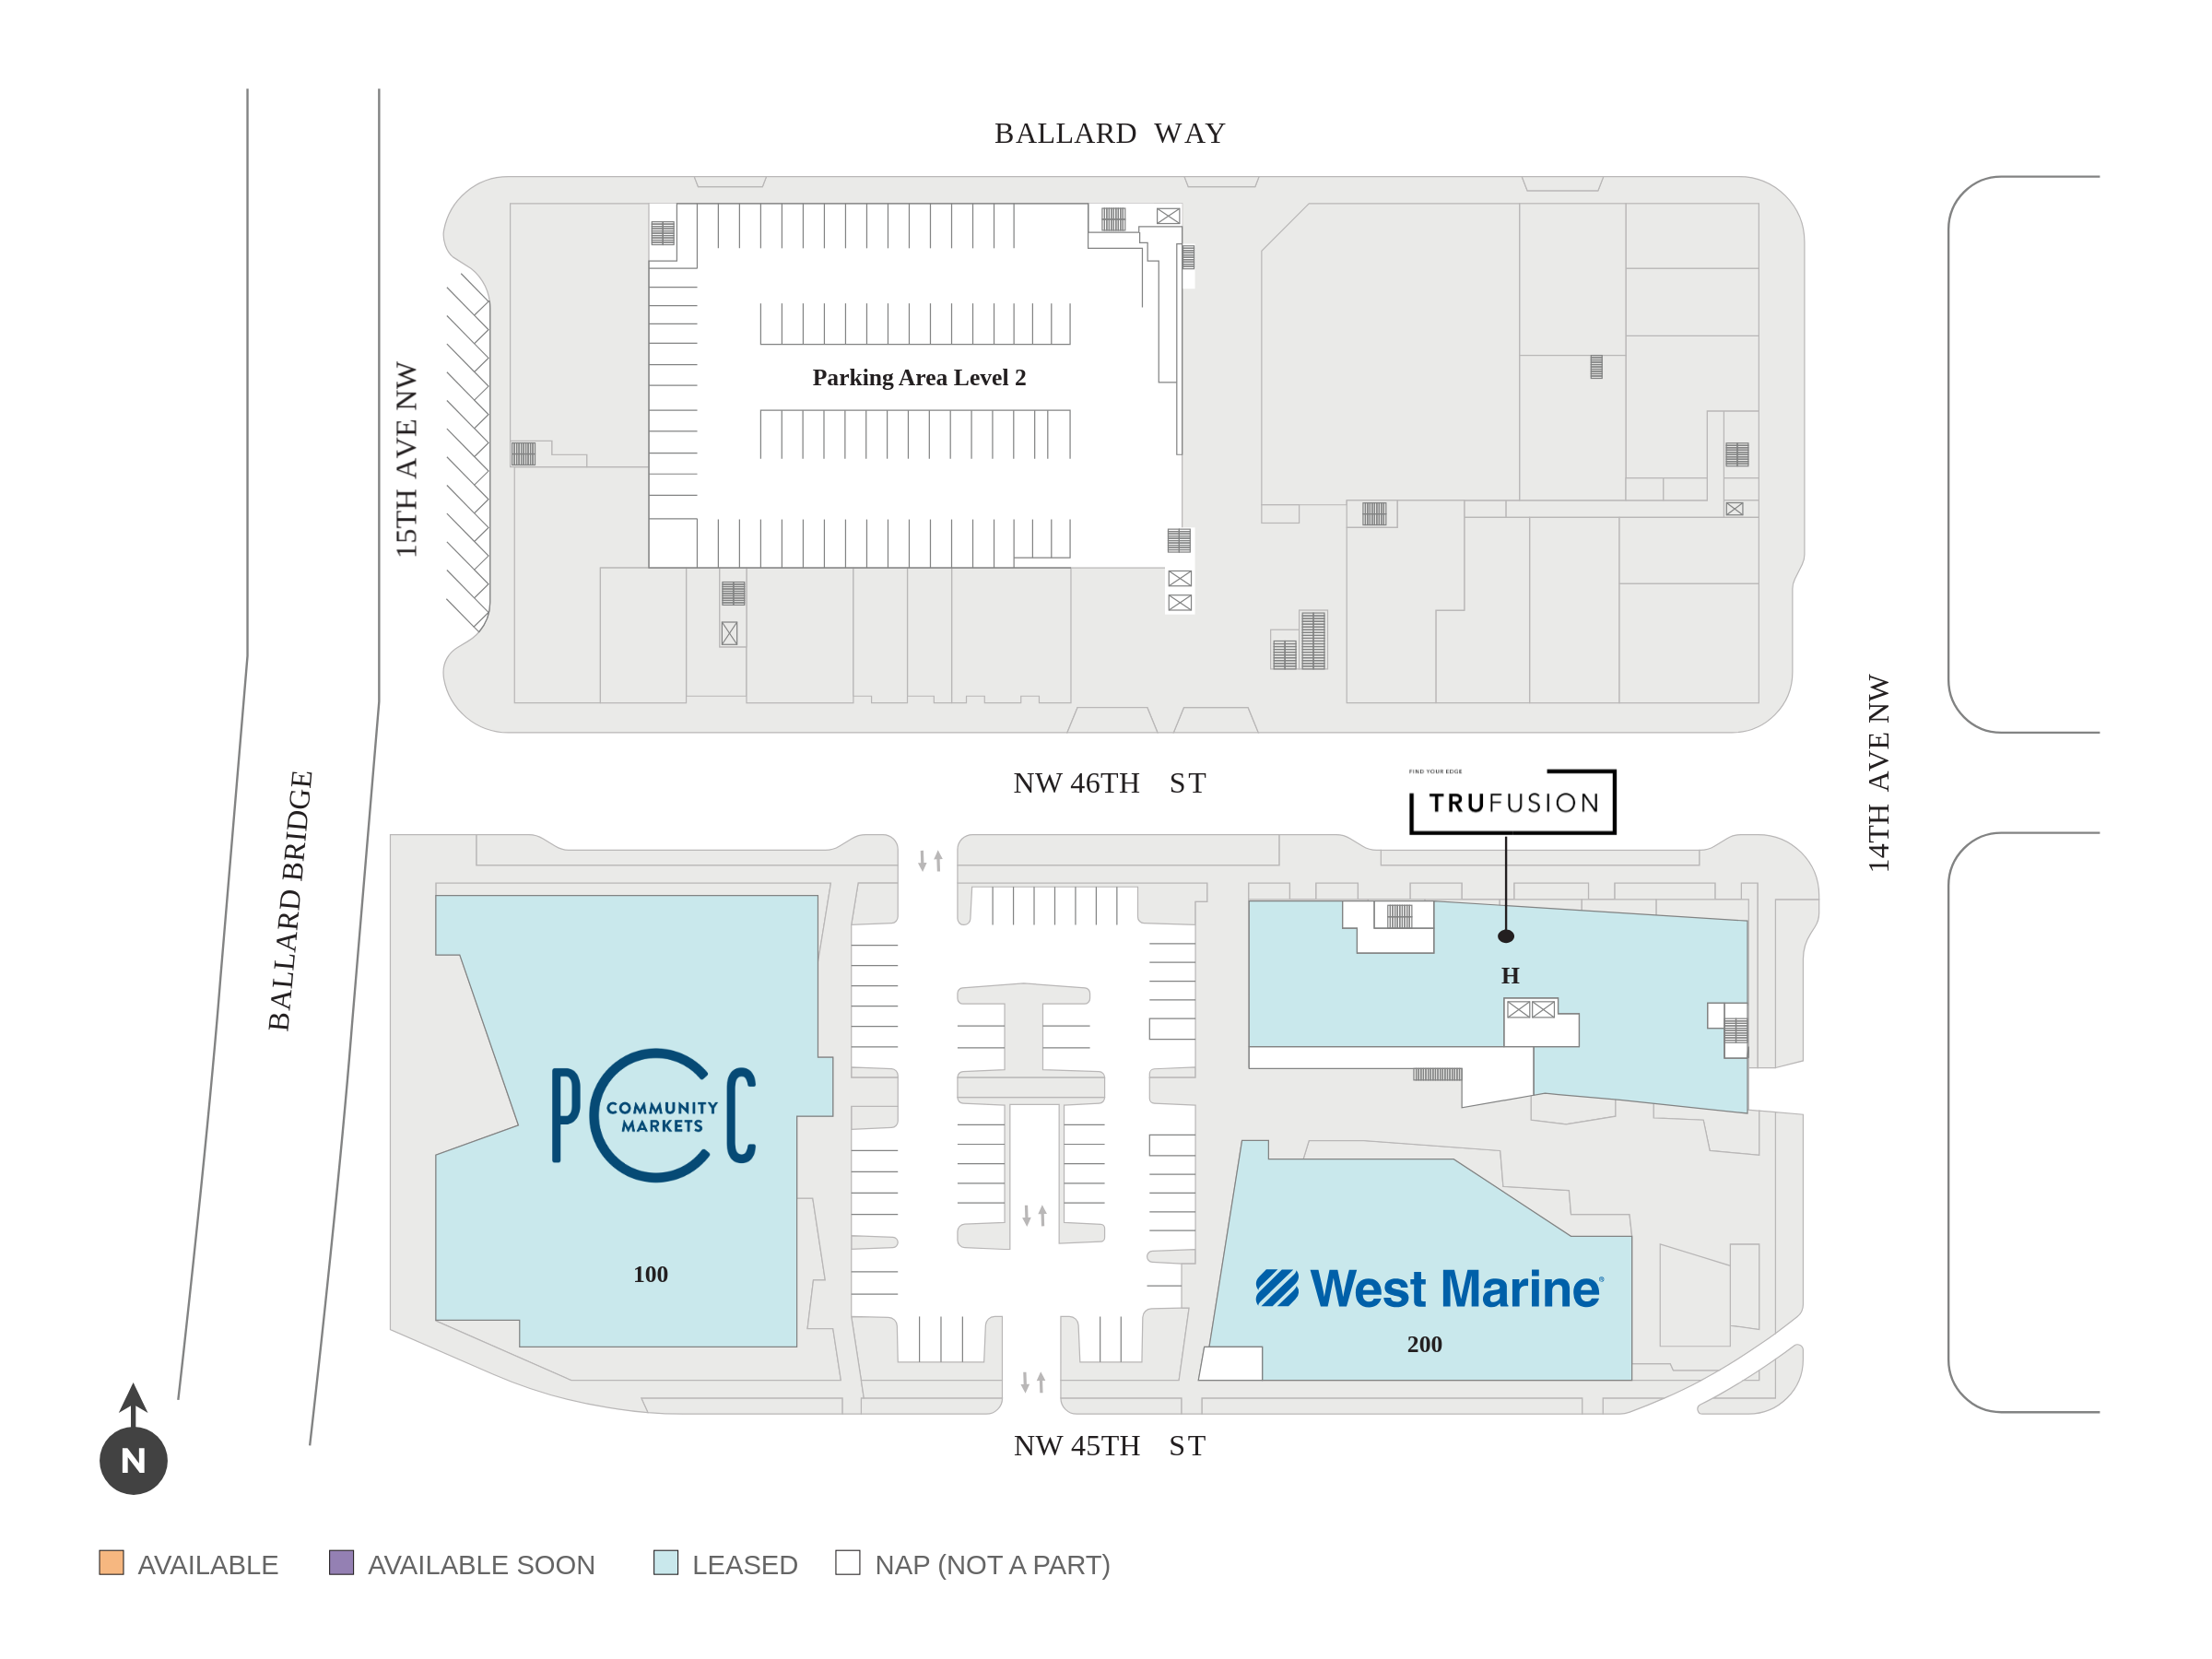 BALLARD WAY
15TH AVE NW
Parking Area Level 2
14TH AVE NW
BALLARD BRIDGE
NW 46TH ST
FIND YOUR EDGE
TRUFUSION
H
PCC
COMMUNITY
MARKETS
100
West Marine®
200
NW 45TH ST
N
AVAILABLE
AVAILABLE SOON
LEASED
NAP (NOT A PART)